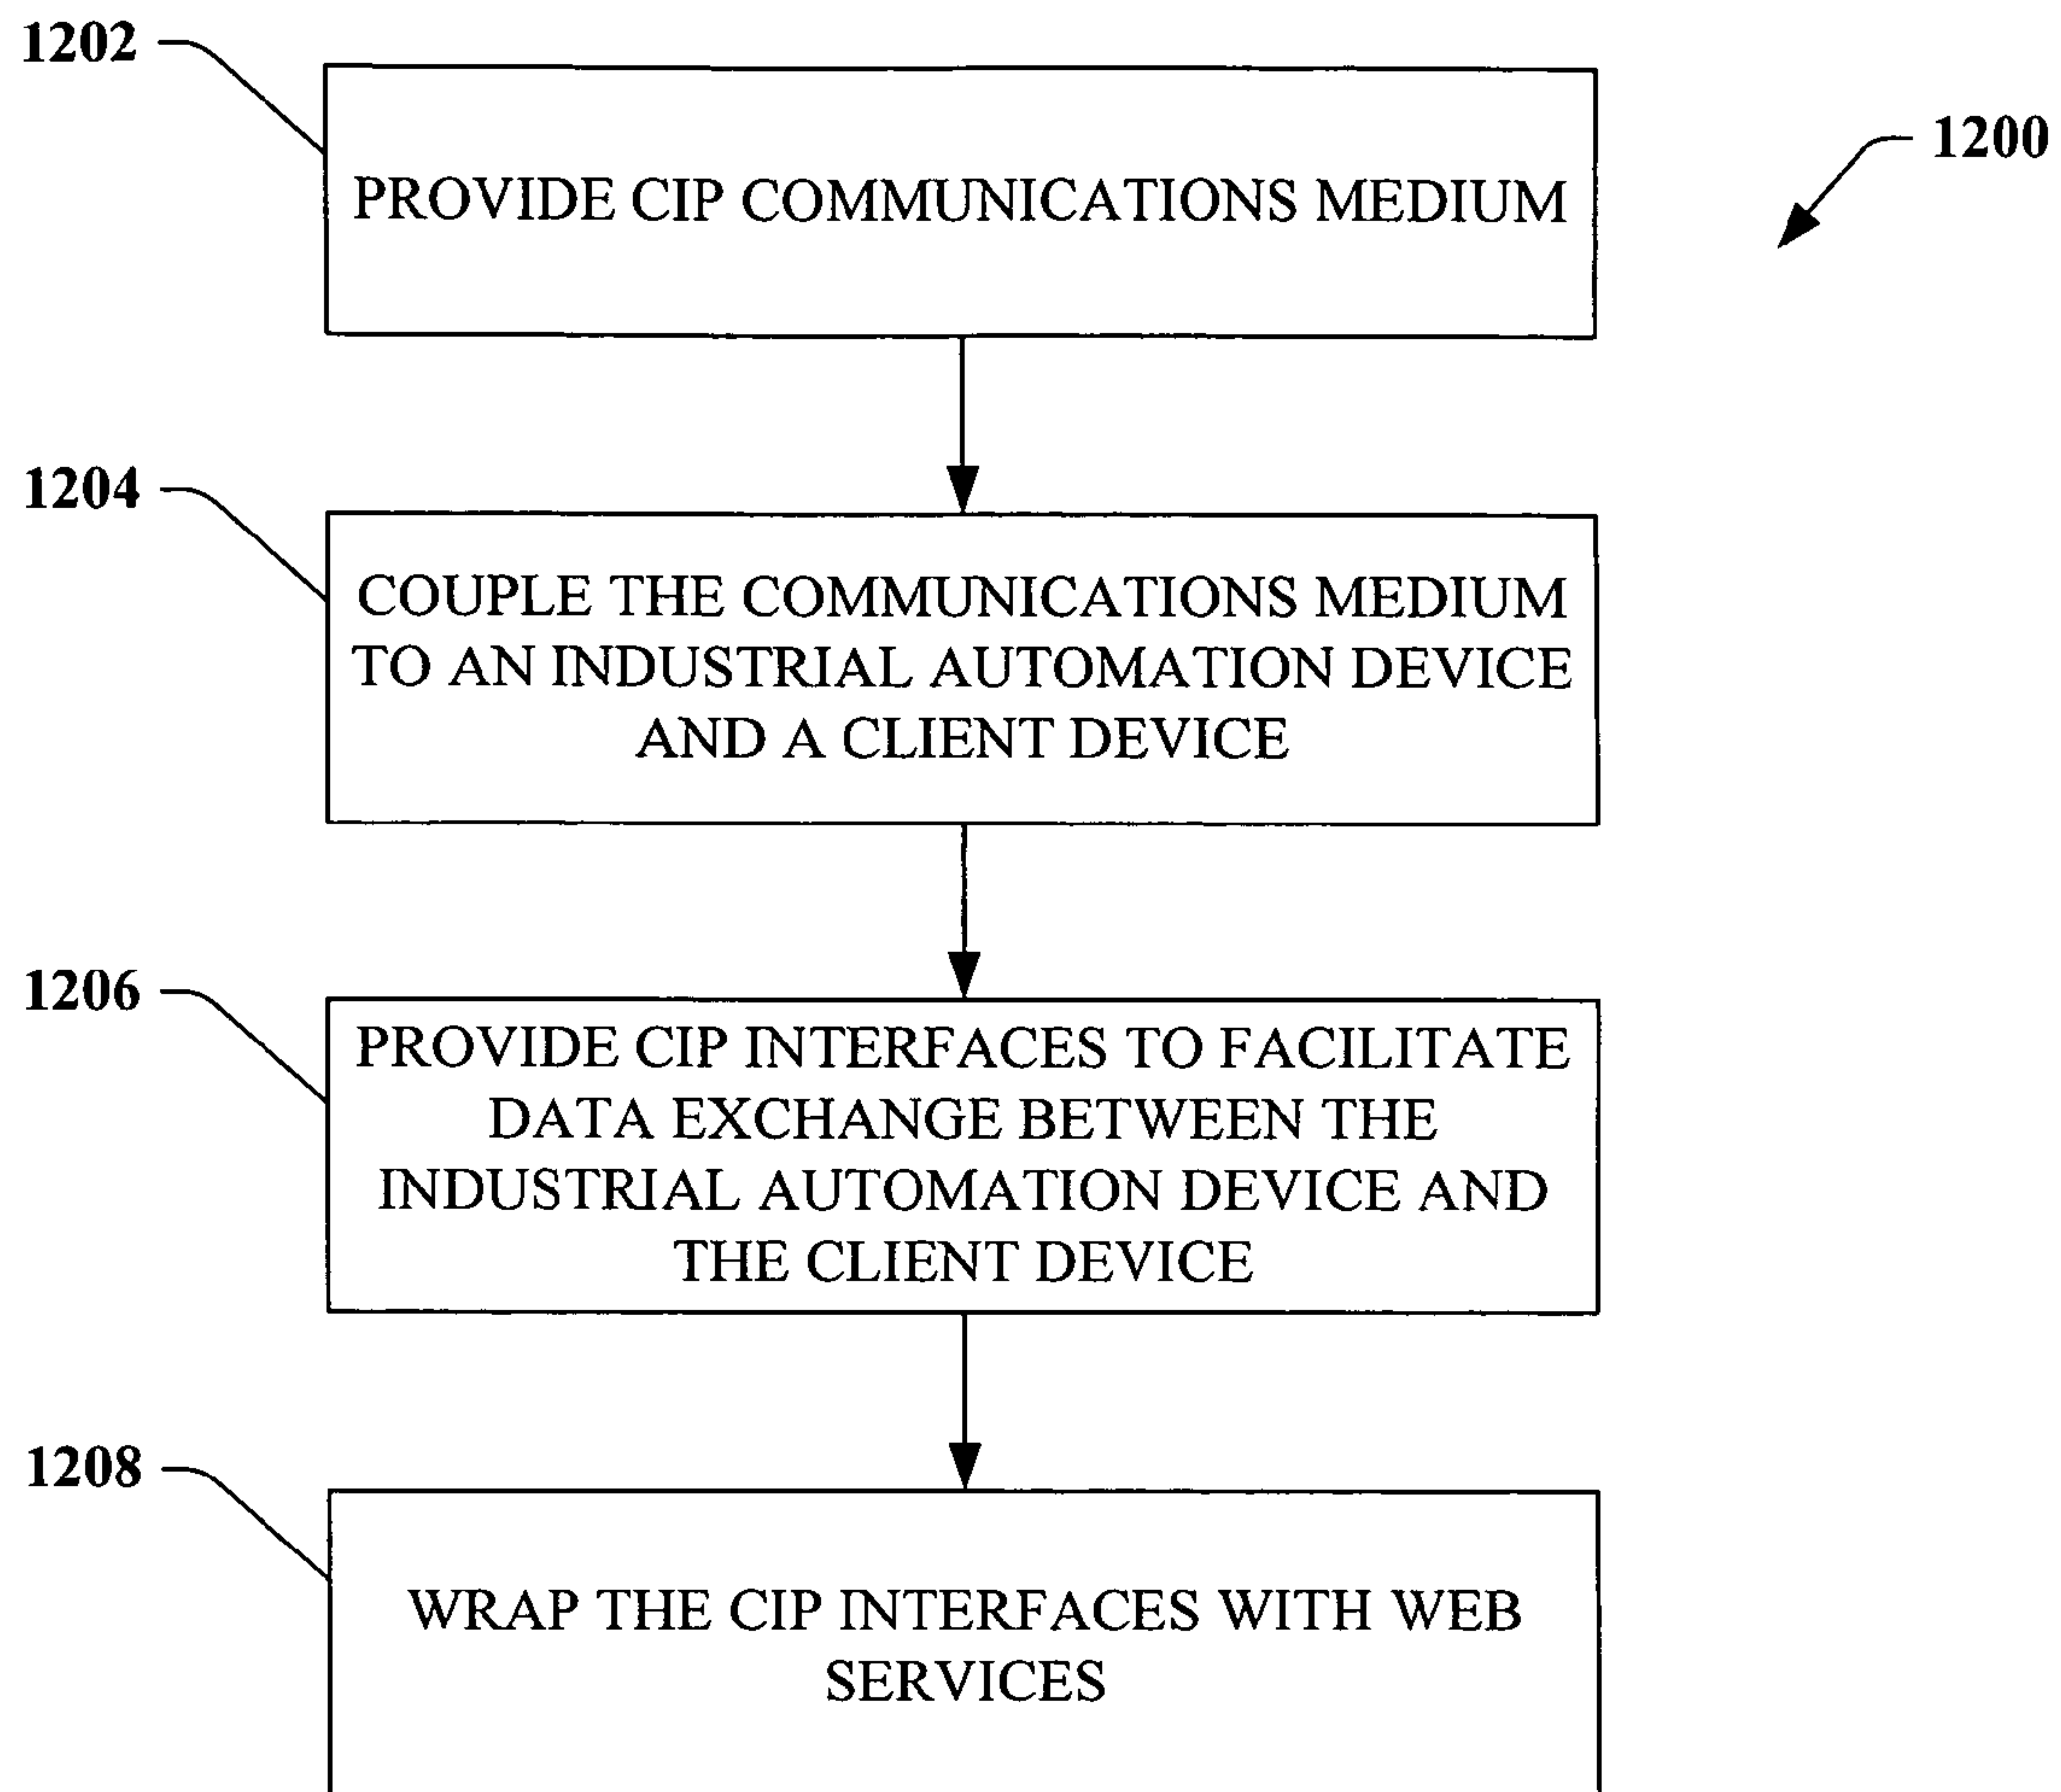 1202
PROVIDE CIP COMMUNICATIONS MEDIUM
1200
1204
COUPLE THE COMMUNICATIONS MEDIUM
TO AN INDUSTRIAL AUTOMATION DEVICE
AND A CLIENT DEVICE
1206
PROVIDE CIP INTERFACES TO FACILITATE
DATA EXCHANGE BETWEEN THE
INDUSTRIAL AUTOMATION DEVICE AND
THE CLIENT DEVICE
1208
WRAP THE CIP INTERFACES WITH WEB
SERVICES